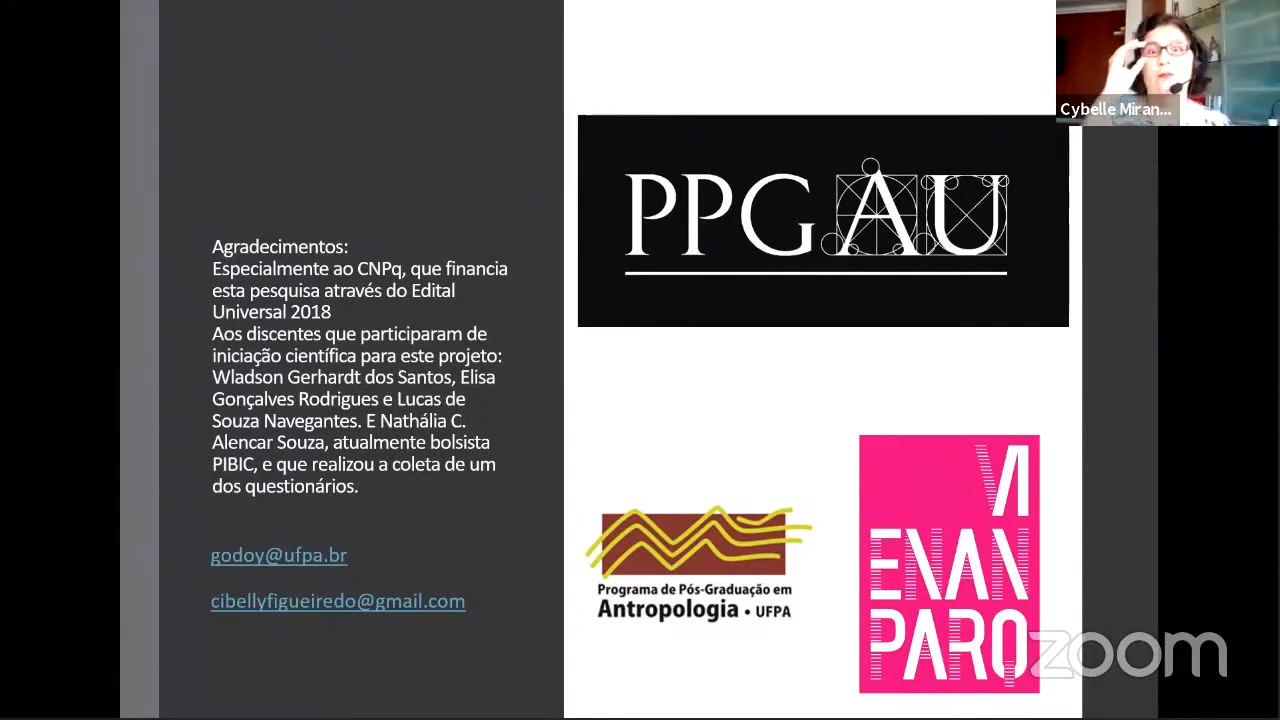 Cybelle Miran...
PPGAU
Agradecimentos:
Especialmente ao CNPq, que financia
esta pesquisa através do Edital
Universal 2018
Aos discentes que participaram de
iniciação científica para este projeto:
Wladson Gerhardt dos Santos, Elisa
Gonçalves Rodrigues e Lucas de
Souza Navegantes. E Nathália C.
Alencar Souza, atualmente bolsista
PIBIC, e que realizou a coleta de um
dos questionários.
godoy@ufpa.br
cibellyfigueiredo@gmail.com
Programa de Pós-Graduação em
Antropologia • UFPA
VI
ENAN
PARQ
zoom